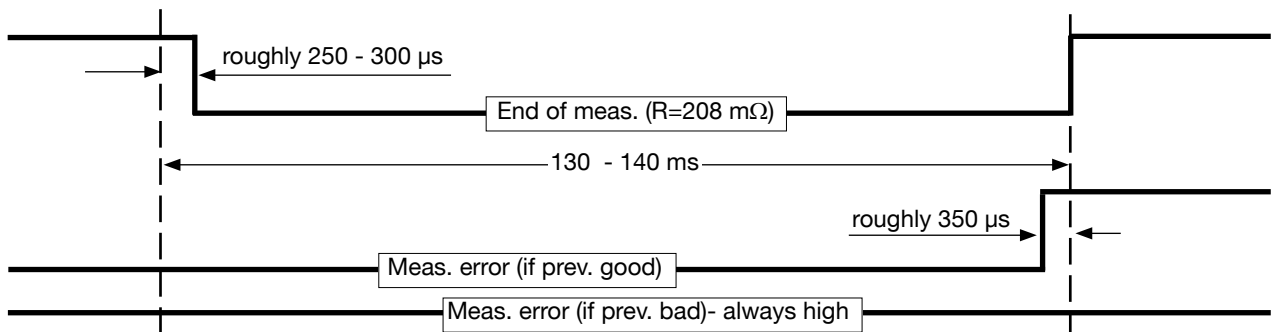 roughly 250 - 300 µs
End of meas. (R=208 mΩ)
130 - 140 ms
roughly 350 µs
Meas. error (if prev. good)
Meas. error (if prev. bad)- always high